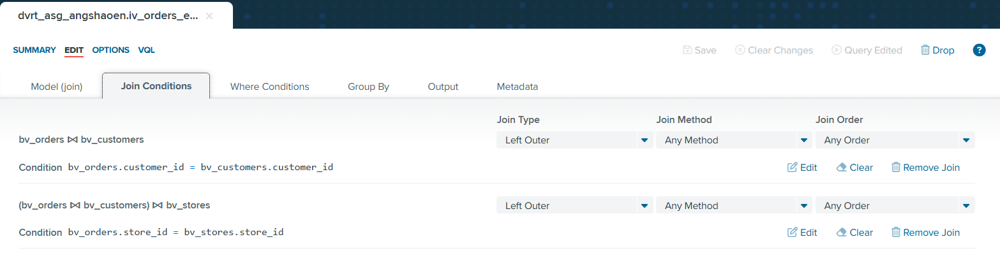 dvrt_asg_angshaoen.iv_orders_e... ×
SUMMARY EDIT OPTIONS VQL Save Clear Changes Query Edited Drop ?
Model (join) Join Conditions Where Conditions Group By Output Metadata
Join Type Join Method Join Order
bv_orders ⋈ bv_customers Left Outer Any Method Any Order
Condition bv_orders.customer_id = bv_customers.customer_id Edit Clear Remove Join
(bv_orders ⋈ bv_customers) ⋈ bv_stores Left Outer Any Method Any Order
Condition bv_orders.store_id = bv_stores.store_id Edit Clear Remove Join